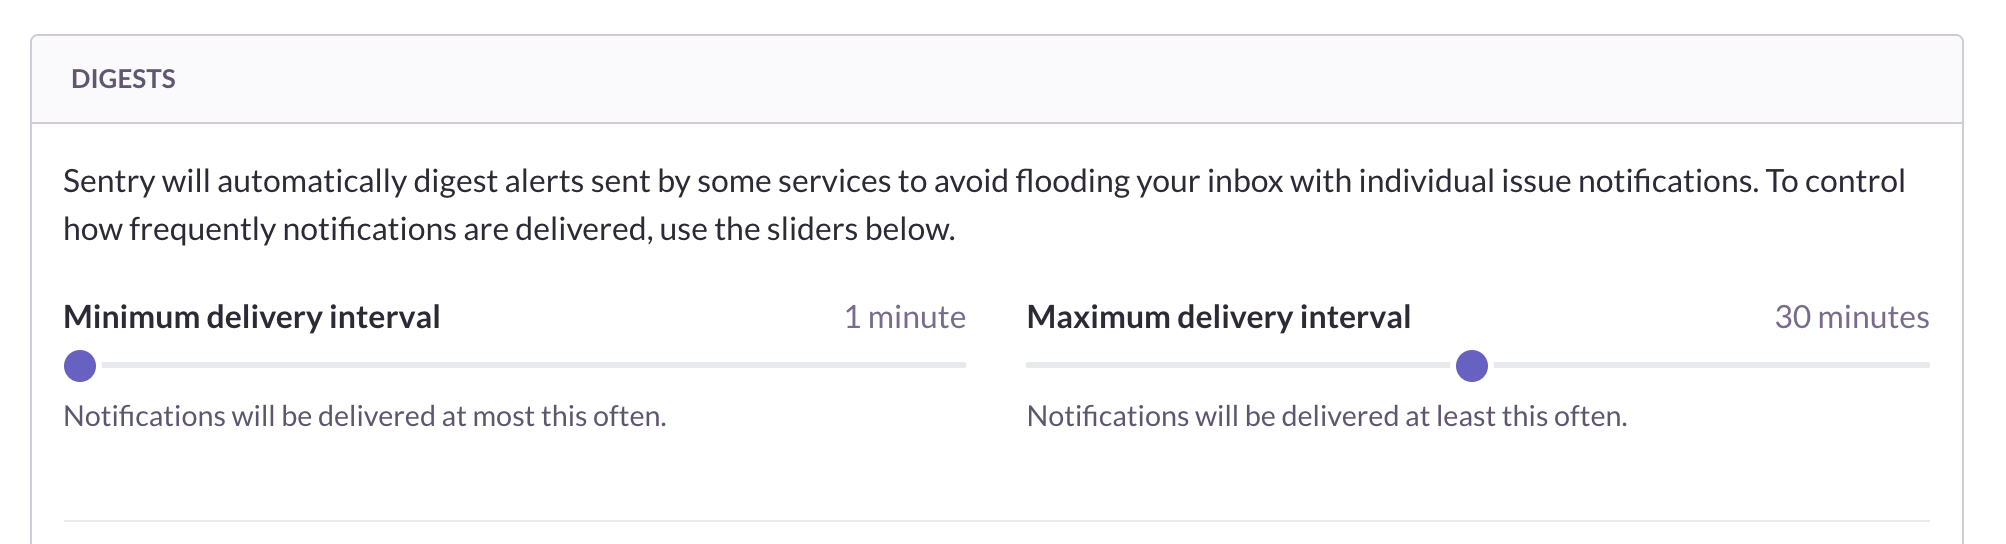 DIGESTS
Sentry will automatically digest alerts sent by some services to avoid flooding your inbox with individual issue notifications. To control
how frequently notifications are delivered, use the sliders below.
Minimum delivery interval 1 minute
Notifications will be delivered at most this often.
Maximum delivery interval 30 minutes
Notifications will be delivered at least this often.